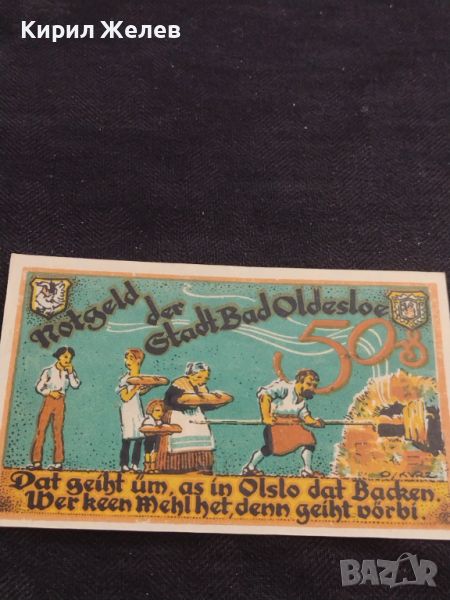 Кирил Желев
Notgeld der
Stadt Bad Oldesloe
50₰
Dat geiht üm, as in Olslo dat Backen,
Wer keen Mehl het, denn geiht vörbi.
BAZAR